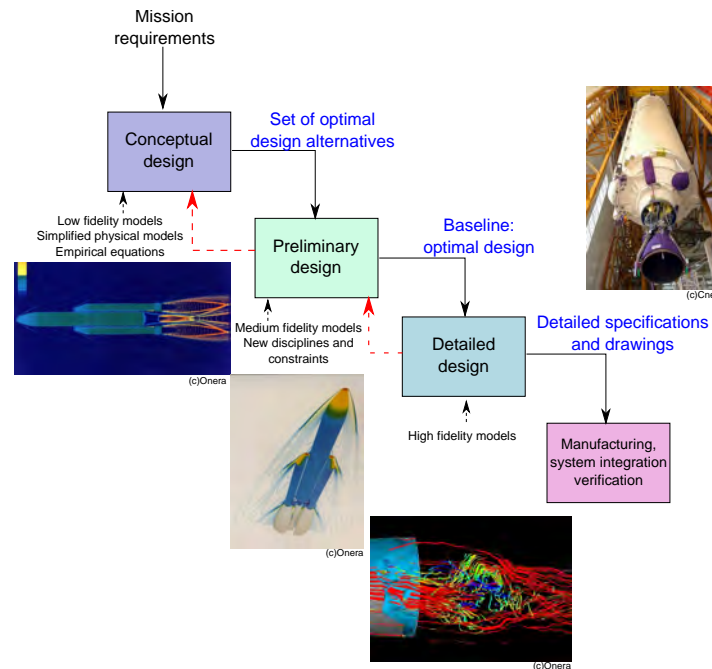 Mission
requirements
Conceptual
design
Set of optimal
design alternatives
Low fidelity models
Simplified physical models
Empirical equations
(c)Onera
Preliminary
design
Baseline:
optimal design
(c)Cne
Medium fidelity models
New disciplines and
constraints
(c)Onera
Detailed
design
Detailed specifications
and drawings
High fidelity models
Manufacturing,
system integration
verification
(c)Onera